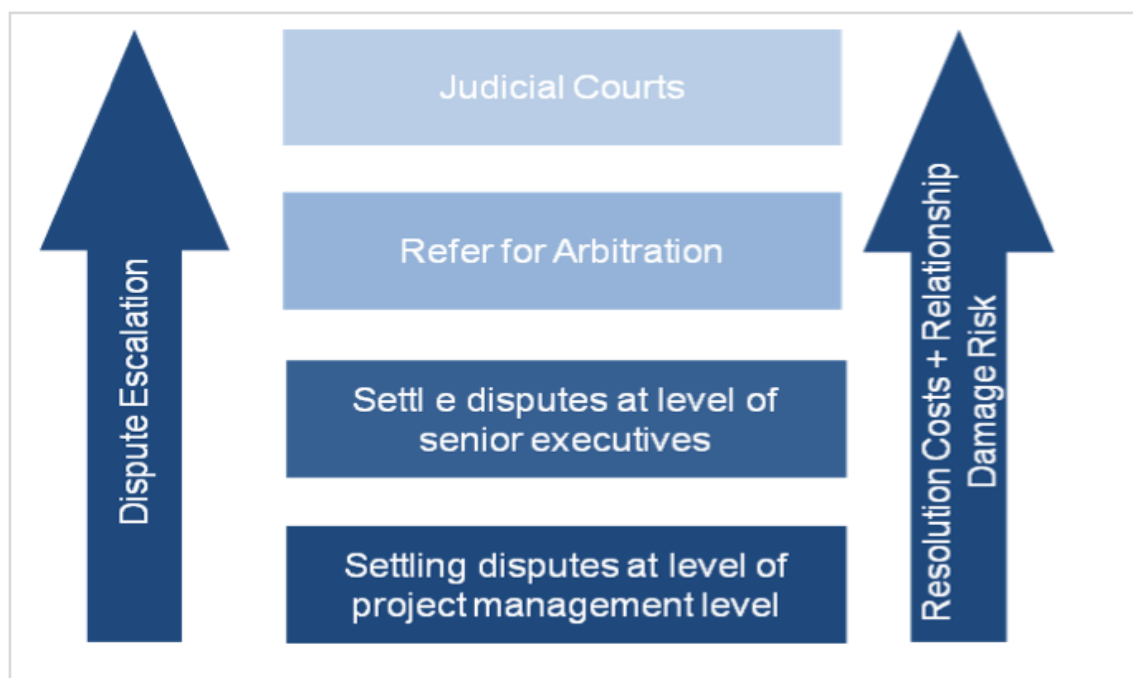 Judicial Courts
Refer for Arbitration
Settl e disputes at level of
senior executives
Settling disputes at level of
project management level
Dispute Escalation
Resolution Costs + Relationship
Damage Risk